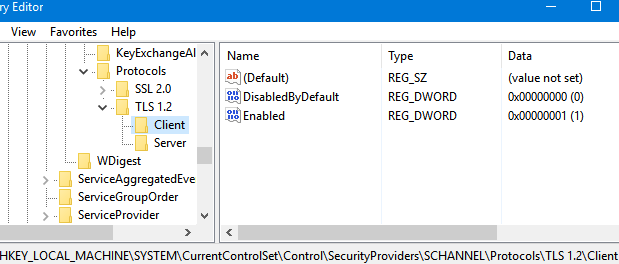 ry Editor
View Favorites Help
KeyExchangeAl
Protocols
SSL 2.0
TLS 1.2
Client
Server
WDigest
ServiceAggregatedEve
ServiceGroupOrder
ServiceProvider
Name Type Data
(Default) REG_SZ (value not set)
DisabledByDefault REG_DWORD 0x00000000 (0)
Enabled REG_DWORD 0x00000001 (1)
HKEY_LOCAL_MACHINE\SYSTEM\CurrentControlSet\Control\SecurityProviders\SCHANNEL\Protocols\TLS 1.2\Client